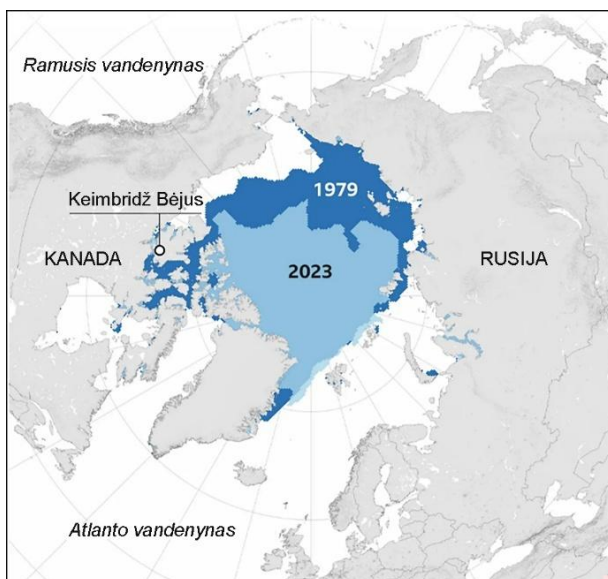 Ramusis vandenynas
1979
Keimbridž Bėjus
KANADA
2023
RUSIJA
Atlanto vandenynas